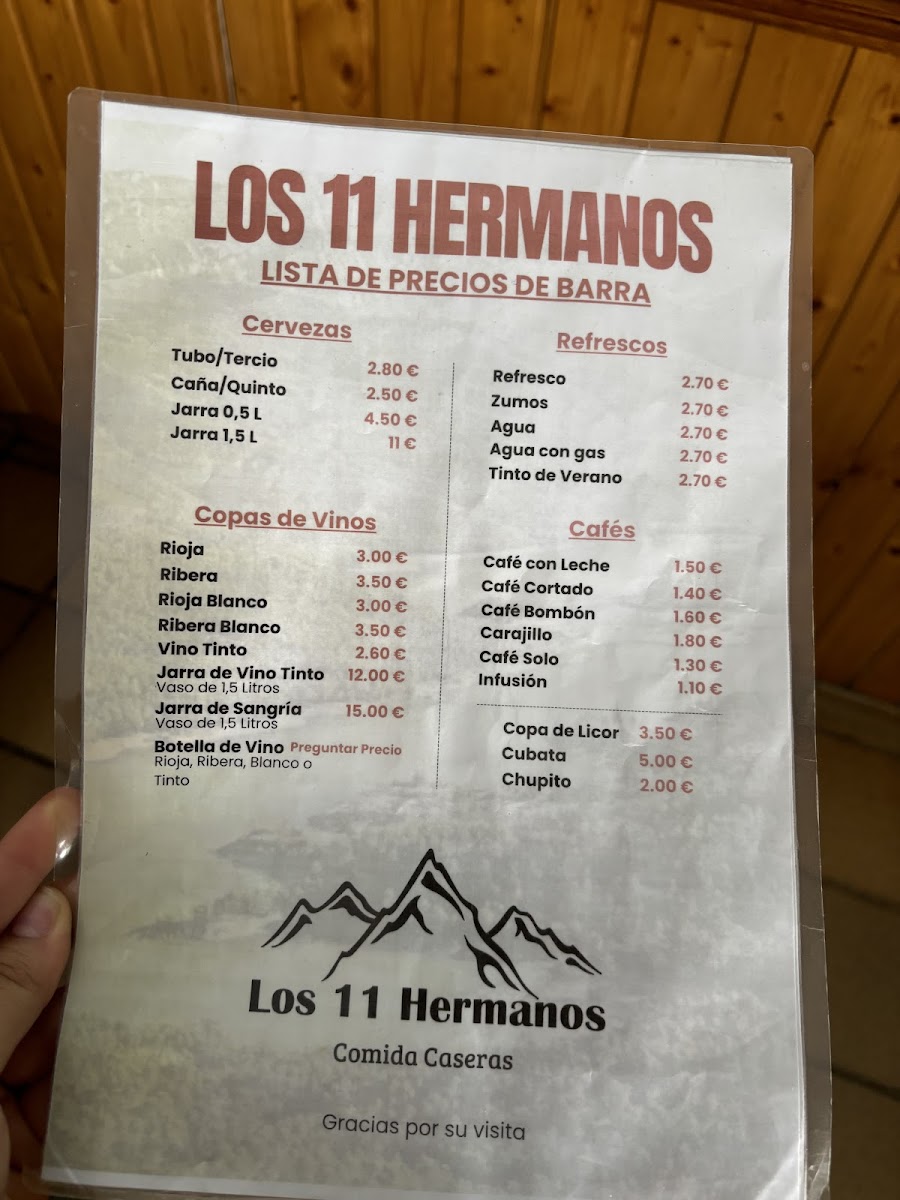 LOS 11 HERMANOS
LISTA DE PRECIOS DE BARRA
Cervezas
Tubo/Tercio 2.80 €
Caña/Quinto 2.50 €
Jarra 0,5 L 4.50 €
Jarra 1,5 L 11 €
Copas de Vinos
Rioja 3.00 €
Ribera 3.50 €
Rioja Blanco 3.00 €
Ribera Blanco 3.50 €
Vino Tinto 2.60 €
Jarra de Vino Tinto 12.00 €
Vaso de 1,5 Litros
Jarra de Sangría 15.00 €
Vaso de 1,5 Litros
Botella de Vino Preguntar Precio
Rioja, Ribera, Blanco o
Tinto
Refrescos
Refresco 2.70 €
Zumos 2.70 €
Agua 2.70 €
Agua con gas 2.70 €
Tinto de Verano 2.70 €
Cafés
Café con Leche 1.50 €
Café Cortado 1.40 €
Café Bombón 1.60 €
Carajillo 1.80 €
Café Solo 1.30 €
Infusión 1.10 €
Copa de Licor 3.50 €
Cubata 5.00 €
Chupito 2.00 €
Los 11 Hermanos
Comida Caseras
Gracias por su visita